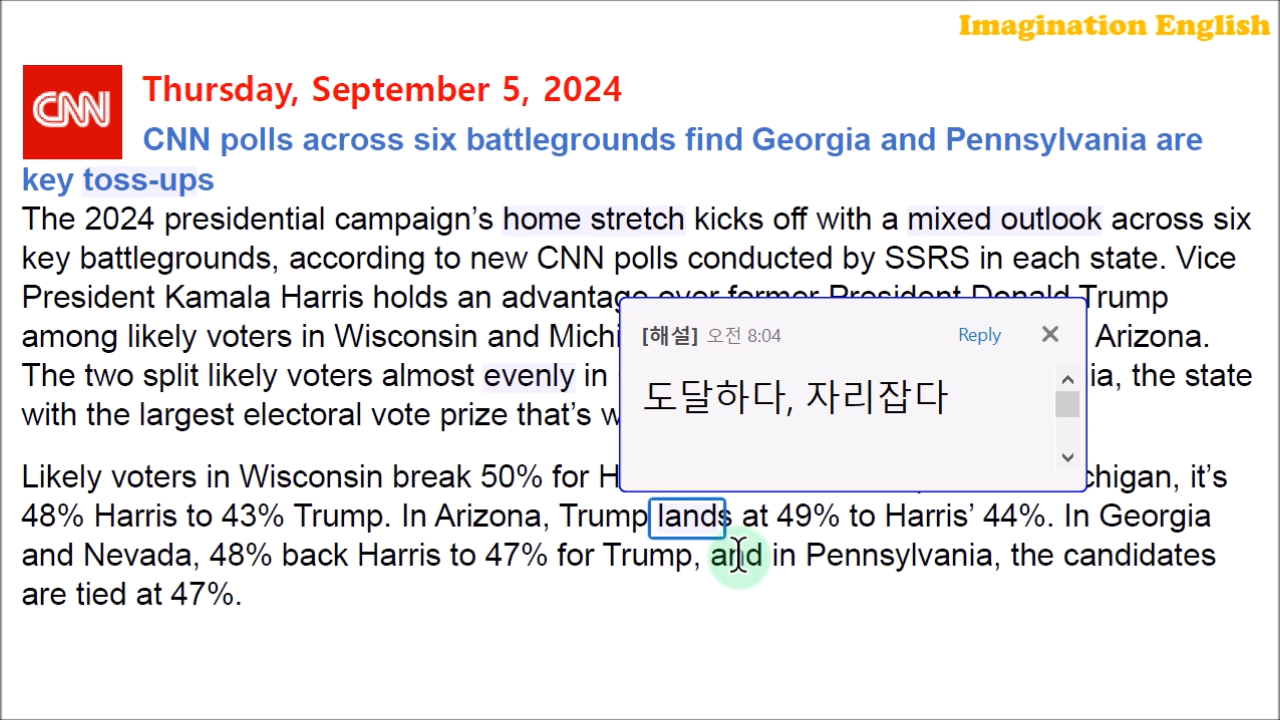 Imagination English
CNN
Thursday, September 5, 2024
CNN polls across six battlegrounds find Georgia and Pennsylvania are
key toss-ups
The 2024 presidential campaign’s home stretch kicks off with a mixed outlook across six
key battlegrounds, according to new CNN polls conducted by SSRS in each state. Vice
President Kamala Harris holds an advantage over former President Donald Trump
among likely voters in Wisconsin and Michi Arizona.
The two split likely voters almost evenly in ia, the state
with the largest electoral vote prize that’s w
[해설] 오전 8:04 Reply
도달하다, 자리잡다
Likely voters in Wisconsin break 50% for H chigan, it’s
48% Harris to 43% Trump. In Arizona, Trump lands at 49% to Harris’ 44%. In Georgia
and Nevada, 48% back Harris to 47% for Trump, and in Pennsylvania, the candidates
are tied at 47%.